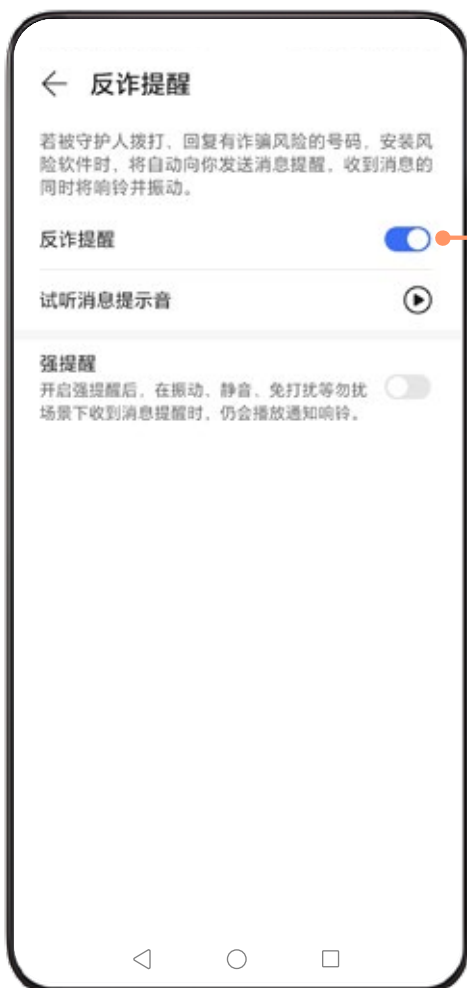 反诈提醒
若被守护人拨打、回复有诈骗风险的号码，安装风
险软件时，将自动向你发送消息提醒，收到消息的
同时将响铃并振动。
反诈提醒
试听消息提示音
强提醒
开启强提醒后，在振动、静音、免打扰等勿扰
场景下收到消息提醒时，仍会播放通知响铃。